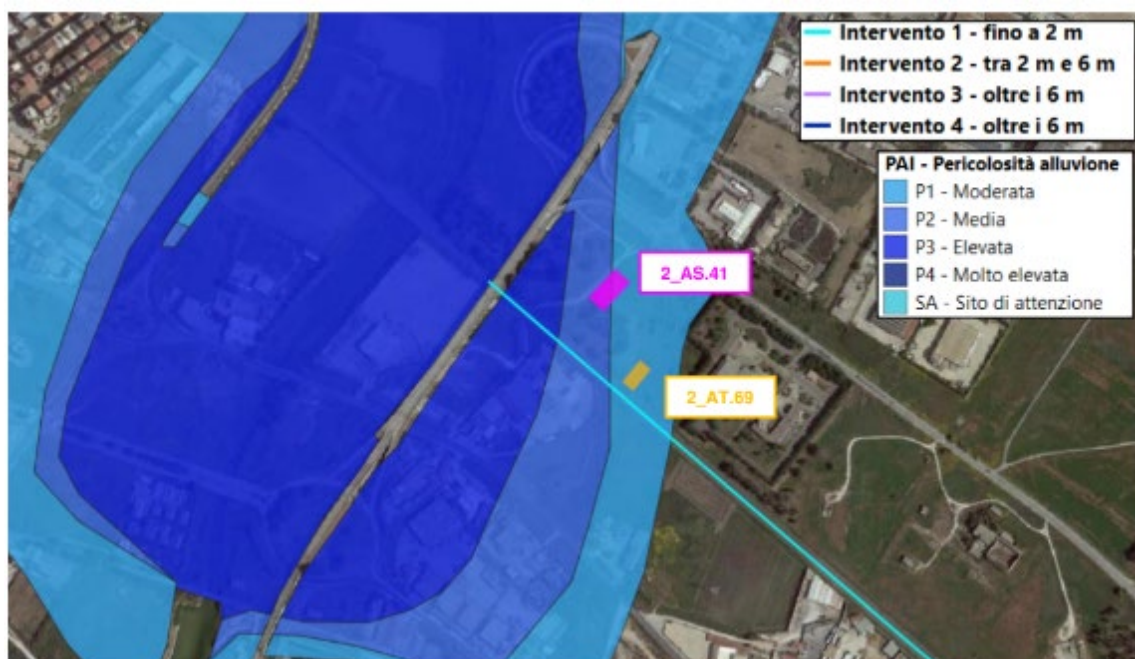 Intervento 1 - fino a 2 m
Intervento 2 - tra 2 m e 6 m
Intervento 3 - oltre i 6 m
Intervento 4 - oltre i 6 m
PAI - Pericolosità alluvione
P1 - Moderata
P2 - Media
P3 - Elevata
P4 - Molto elevata
SA - Sito di attenzione
2_AS.41
2_AT.69